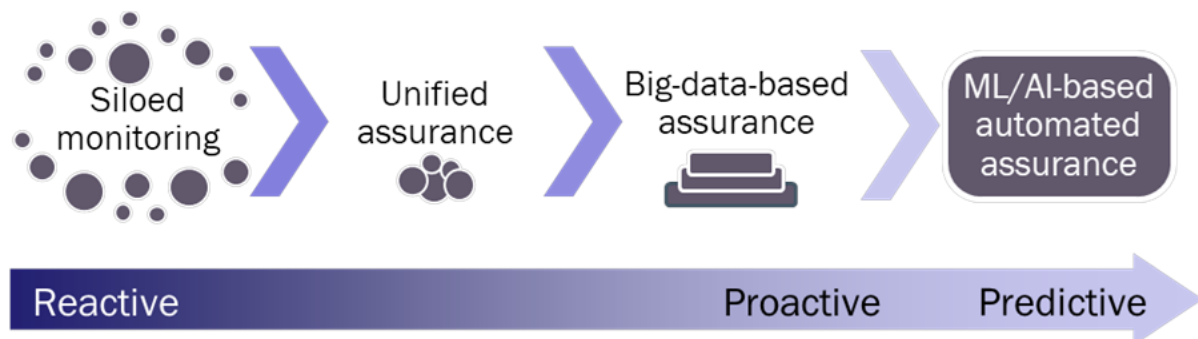 Siloed
monitoring
Unified
assurance
Big-data-based
assurance
ML/AI-based
automated
assurance
Reactive
Proactive
Predictive